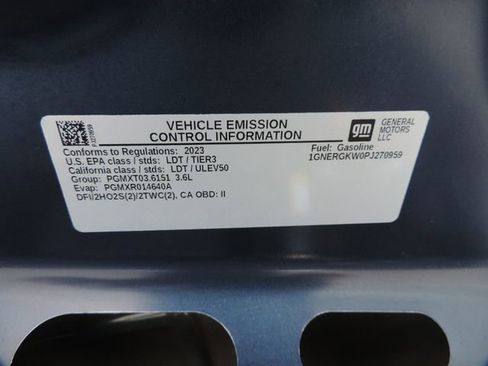 PJ270959
VEHICLE EMISSION
CONTROL INFORMATION
gm
GENERAL
MOTORS
LLC
Conforms to Regulations: 2023
Fuel: Gasoline
U.S. EPA class / stds: LDT / TIER3
1GNERGKW0PJ270959
California class / stds: LDT / ULEV50
Group: PGMXT03.6151 3.6L
Evap: PGMXR014640A
DFI/2HO2S(2)/2TWC(2), CA OBD: II